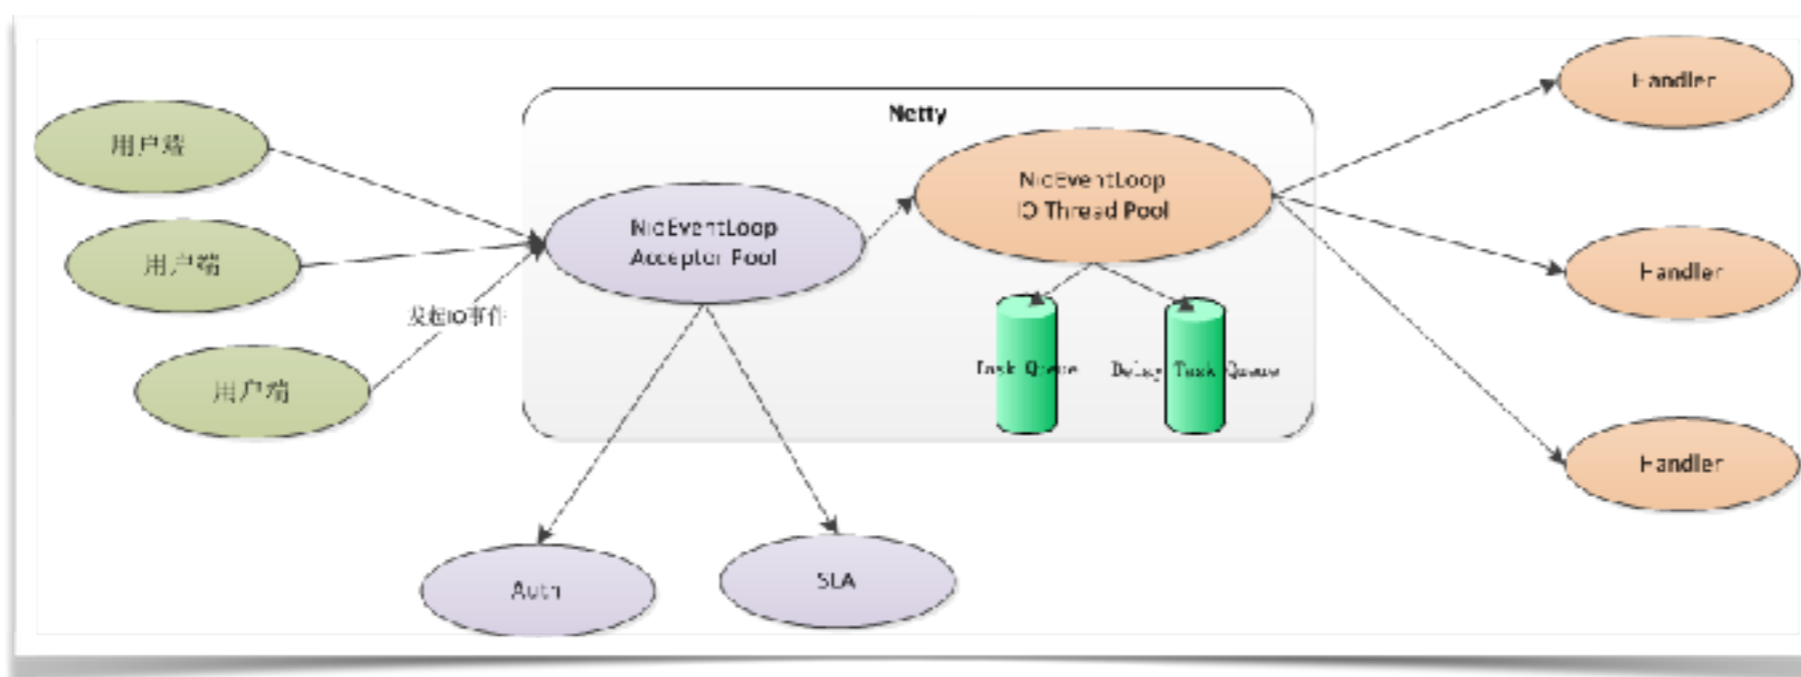 Netty
用户端
用户端
用户端
发起IO事件
NioEventLoop
Acceptor Pool
NioEventLoop
IO Thread Pool
Task Queue
Delay Task Queue
Auth
SLA
Handler
Handler
Handler